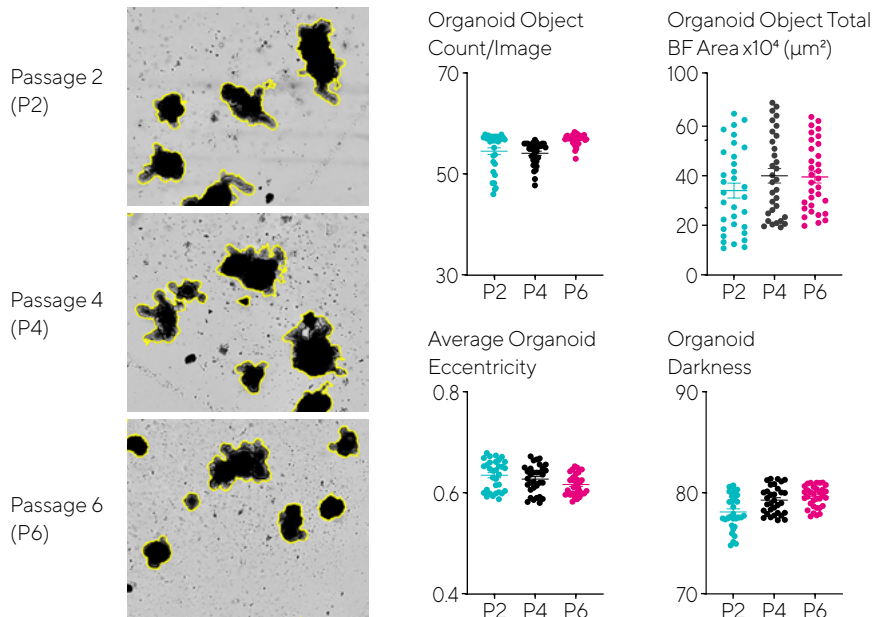 Passage 2
(P2)
Passage 4
(P4)
Passage 6
(P6)
Organoid Object
Count/Image
70
50
30
P2 P4 P6
Organoid Object Total
BF Area x10⁴ (µm²)
100
60
40
20
0
P2 P4 P6
Average Organoid
Eccentricity
0.8
0.6
0.4
P2 P4 P6
Organoid
Darkness
90
80
70
P2 P4 P6